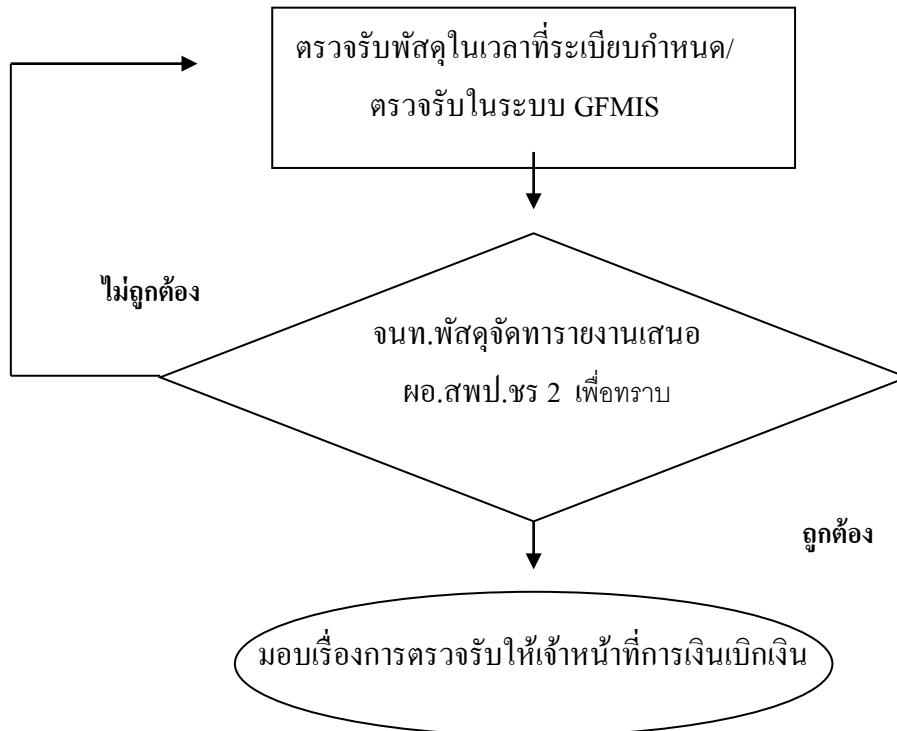 ตรวจรับพัสดุในเวลาที่ระเบียบกำหนด/
ตรวจรับในระบบ GFMIS
ไม่ถูกต้อง
จนท.พัสดุจัดทารายงานเสนอ
ผอ.สพป.ชร 2 เพื่อทราบ
ถูกต้อง
มอบเรื่องการตรวจรับให้เจ้าหน้าที่การเงินเบิกเงิน